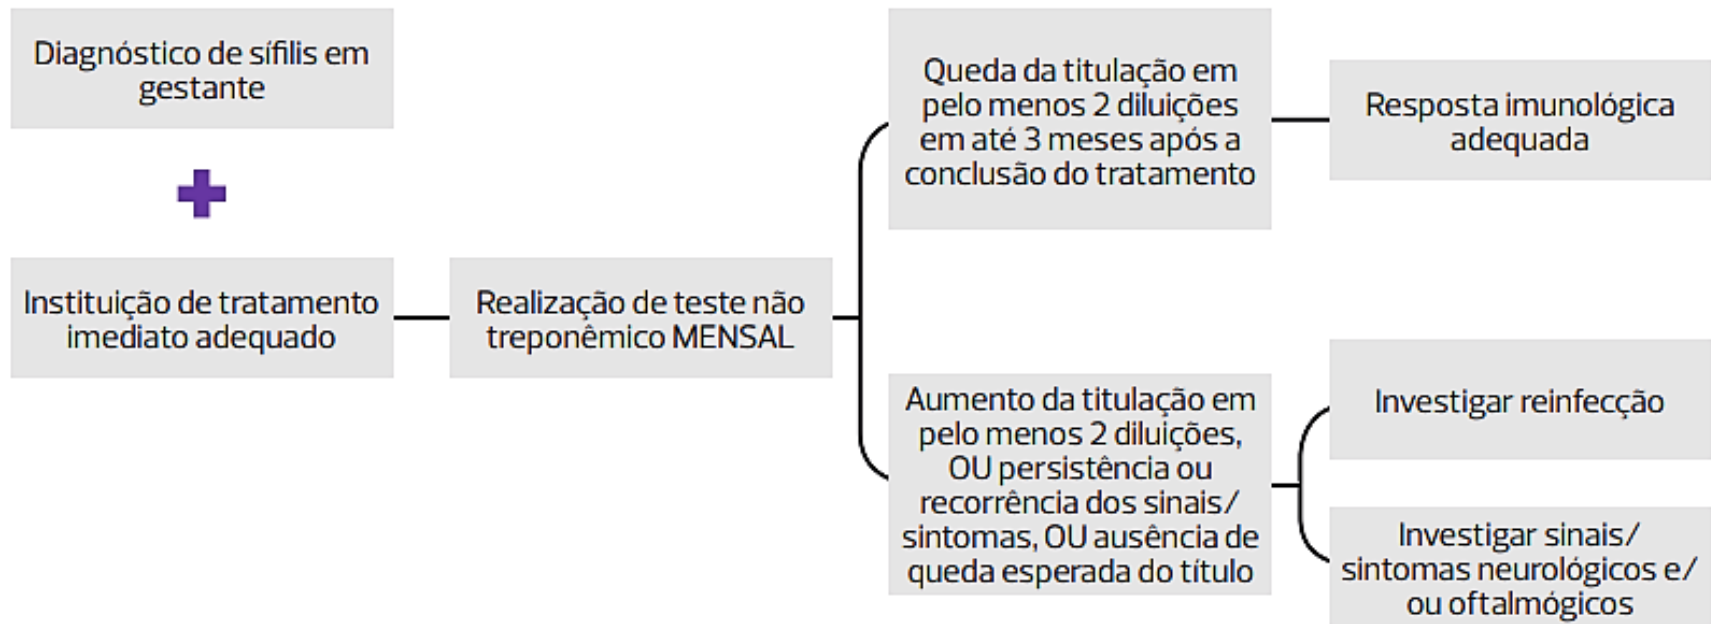 Diagnóstico de sífilis em
gestante
Instituição de tratamento
imediato adequado
Realização de teste não
treponêmico MENSAL
Queda da titulação em
pelo menos 2 diluições
em até 3 meses após a
conclusão do tratamento
Resposta imunológica
adequada
Aumento da titulação em
pelo menos 2 diluições,
OU persistência ou
recorrência dos sinais/
sintomas, OU ausência de
queda esperada do título
Investigar reinfecção
Investigar sinais/
sintomas neurológicos e/
ou oftalmógicos